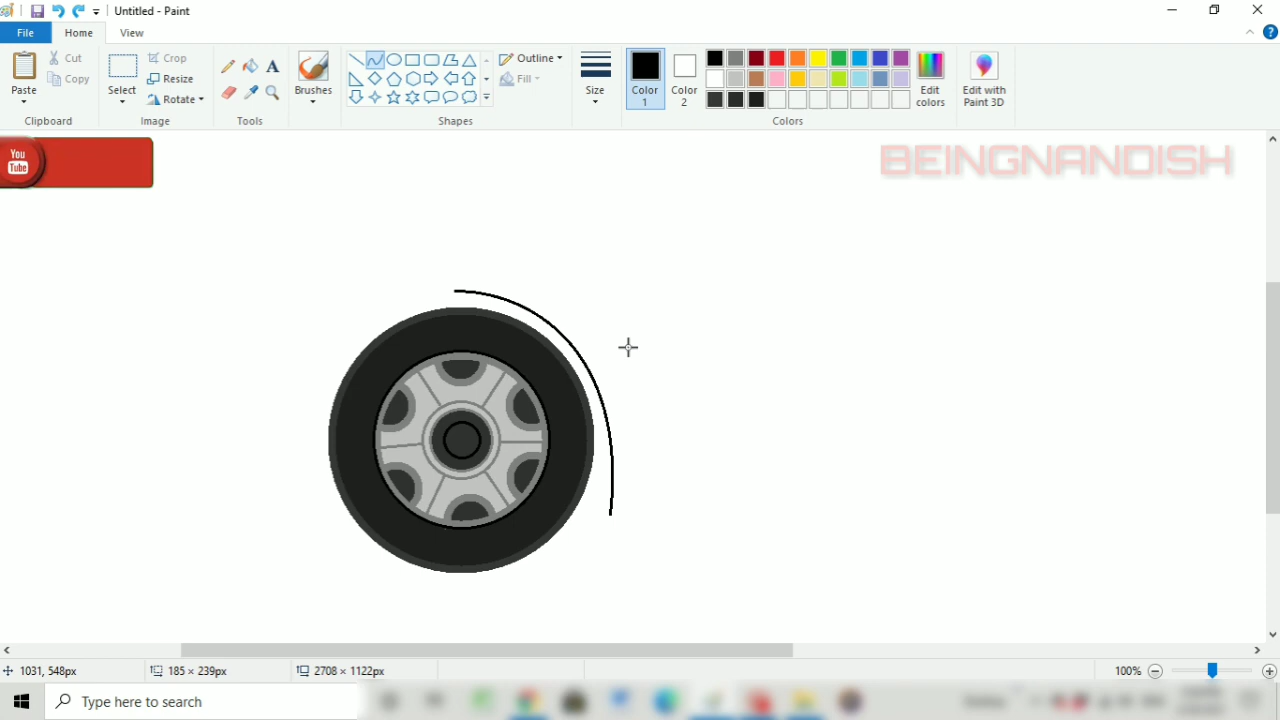 Untitled - Paint
File
Home
View
Paste
Cut
Copy
Clipboard
Select
Crop
Resize
Rotate
Image
A
Tools
Brushes
Outline
Fill
Shapes
Size
Color 1
Color 2
Edit colors
Colors
Edit with Paint 3D
You Tube
BEINGNANDISH
1031, 548px
185 × 239px
2708 × 1122px
100%
Type here to search